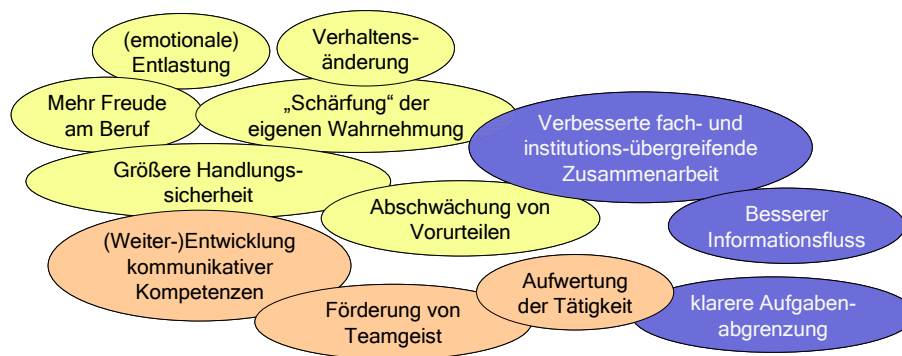 (emotionale)
Entlastung
Verhaltens-
änderung
Mehr Freude
am Beruf
„Schärfung“ der
eigenen Wahrnehmung
Verbesserte fach- und
institutions-übergreifende
Zusammenarbeit
Größere Handlungs-
sicherheit
Abschwächung von
Vorurteilen
Besserer
Informationsfluss
(Weiter-)Entwicklung
kommunikativer
Kompetenzen
Förderung von
Teamgeist
Aufwertung
der Tätigkeit
klarere Aufgaben-
abgrenzung